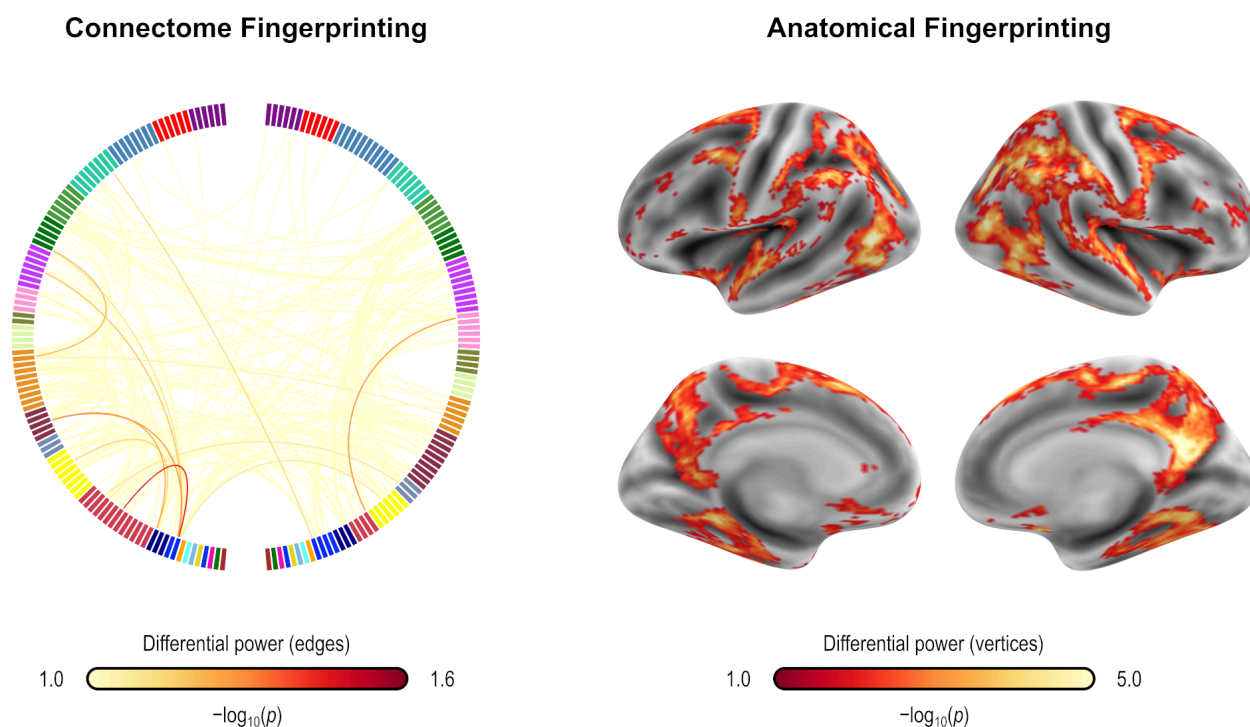 Connectome Fingerprinting
Anatomical Fingerprinting
Differential power (edges)
1.0
1.6
−log10(p)
Differential power (vertices)
1.0
5.0
−log10(p)